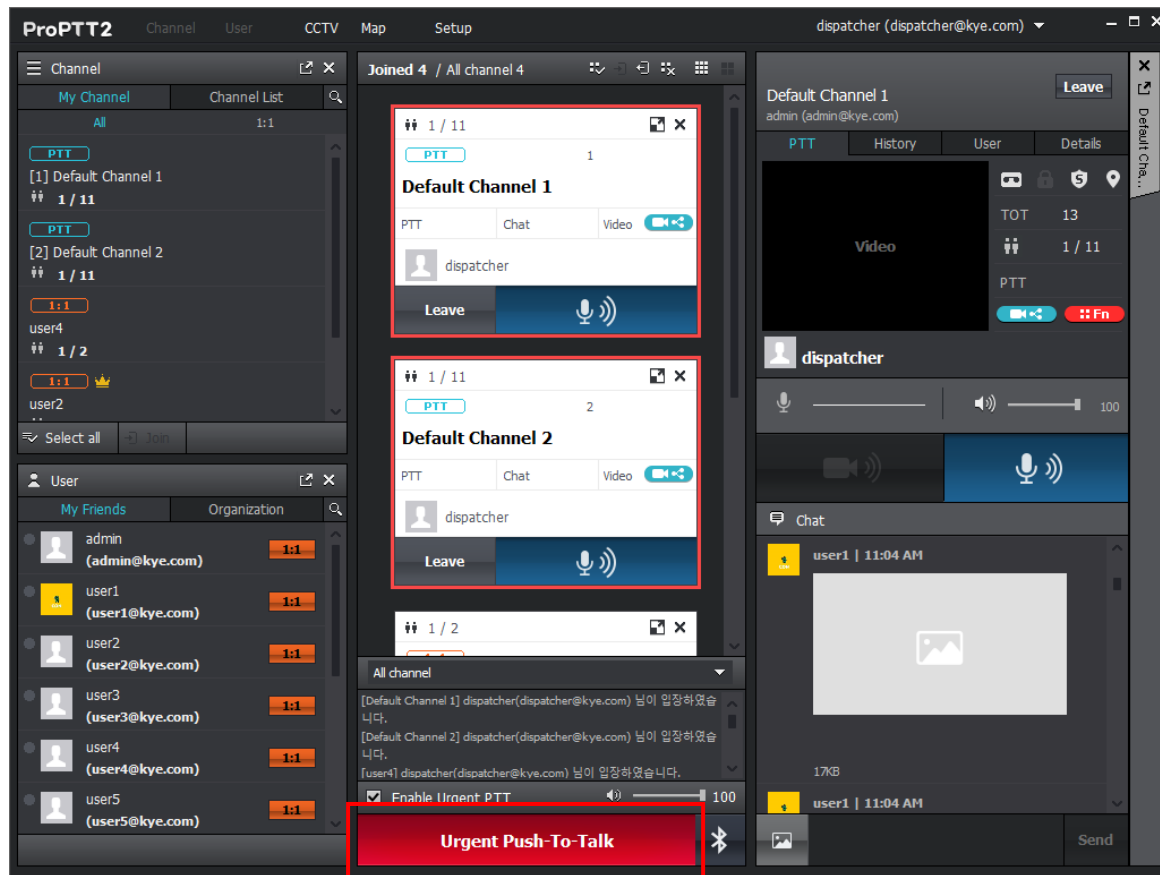 ProPTT2 Channel User CCTV Map Setup dispatcher (dispatcher@kye.com)
Channel
My Channel Channel List
All 1:1
PTT
[1] Default Channel 1
1 / 11
PTT
[2] Default Channel 2
1 / 11
1:1
user4
1 / 2
1:1
user2
Select all Join
User
My Friends Organization
admin
(admin@kye.com)
1:1
user1
(user1@kye.com)
1:1
user2
(user2@kye.com)
1:1
user3
(user3@kye.com)
1:1
user4
(user4@kye.com)
1:1
user5
(user5@kye.com)
1:1
Joined 4 / All channel 4
1 / 11
PTT 1
Default Channel 1
PTT Chat Video
dispatcher
Leave
1 / 11
PTT 2
Default Channel 2
PTT Chat Video
dispatcher
Leave
1 / 2
All channel
[Default Channel 1] dispatcher(dispatcher@kye.com) 님이 입장하였습
니다.
[Default Channel 2] dispatcher(dispatcher@kye.com) 님이 입장하였습
니다.
[user4] dispatcher(dispatcher@kye.com) 님이 입장하였습니다.
Enable Urgent PTT 100
Urgent Push-To-Talk
Default Channel 1 Leave
admin (admin@kye.com)
PTT History User Details
Video
TOT 13
1 / 11
PTT
Fn
dispatcher
100
Chat
user1 | 11:04 AM
17KB
user1 | 11:04 AM
Send
Default Cha...